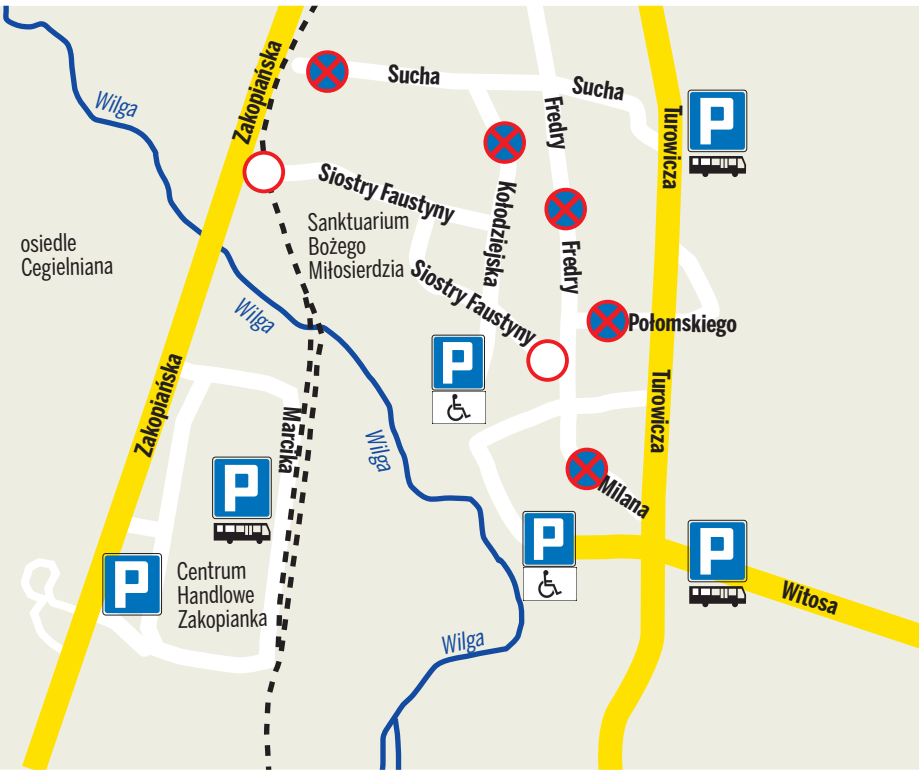 Zakopiańska
Sucha
Sucha
Wilga
Fredry
Turowicza
P
Siostry Faustyny
Kołodziejska
Sanktuarium
Bożego
Miłosierdzia
osiedle
Cegielniana
Fredry
Siostry Faustyny
Wilga
Połomskiego
P
Zakopiańska
Turowicza
Marcika
Wilga
P
Milana
P
P
P
Centrum
Handlowe
Zakopianka
Witosa
Wilga